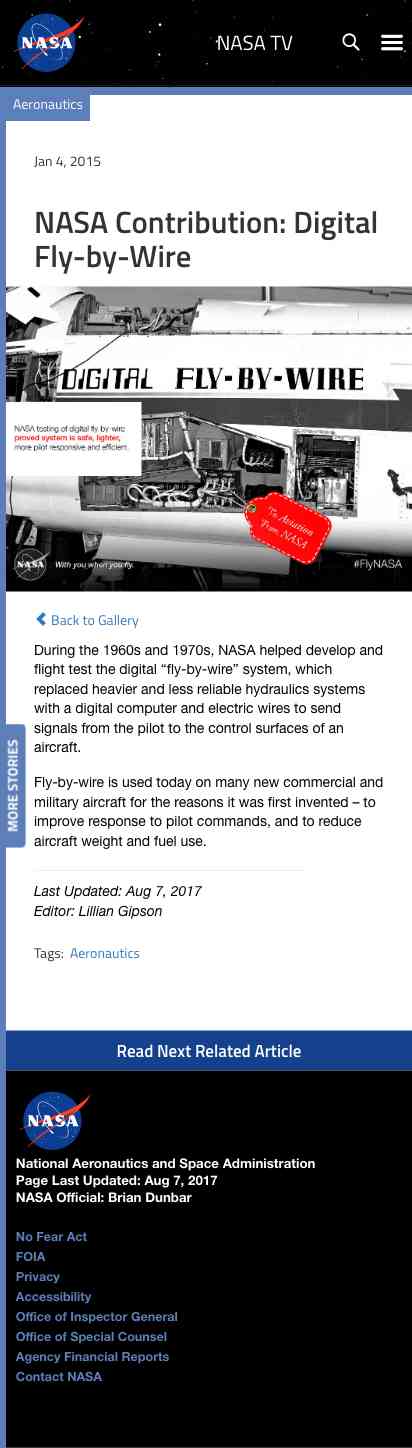 NASA
NASA TV
Aeronautics
Jan 4, 2015
NASA Contribution: Digital
Fly-by-Wire
DIGITAL FLY-BY-WIRE
NASA testing of digital fly-by-wire
proved system is safe, lighter,
more pilot responsive and efficient.
To Aviation
From NASA
NASA
With you when you fly.
#FlyNASA
Back to Gallery
During the 1960s and 1970s, NASA helped develop and
flight test the digital “fly-by-wire” system, which
replaced heavier and less reliable hydraulics systems
with a digital computer and electric wires to send
signals from the pilot to the control surfaces of an
aircraft.
MORE STORIES
Fly-by-wire is used today on many new commercial and
military aircraft for the reasons it was first invented – to
improve response to pilot commands, and to reduce
aircraft weight and fuel use.
Last Updated: Aug 7, 2017
Editor: Lillian Gipson
Tags: Aeronautics
Read Next Related Article
NASA
National Aeronautics and Space Administration
Page Last Updated: Aug 7, 2017
NASA Official: Brian Dunbar
No Fear Act
FOIA
Privacy
Accessibility
Office of Inspector General
Office of Special Counsel
Agency Financial Reports
Contact NASA